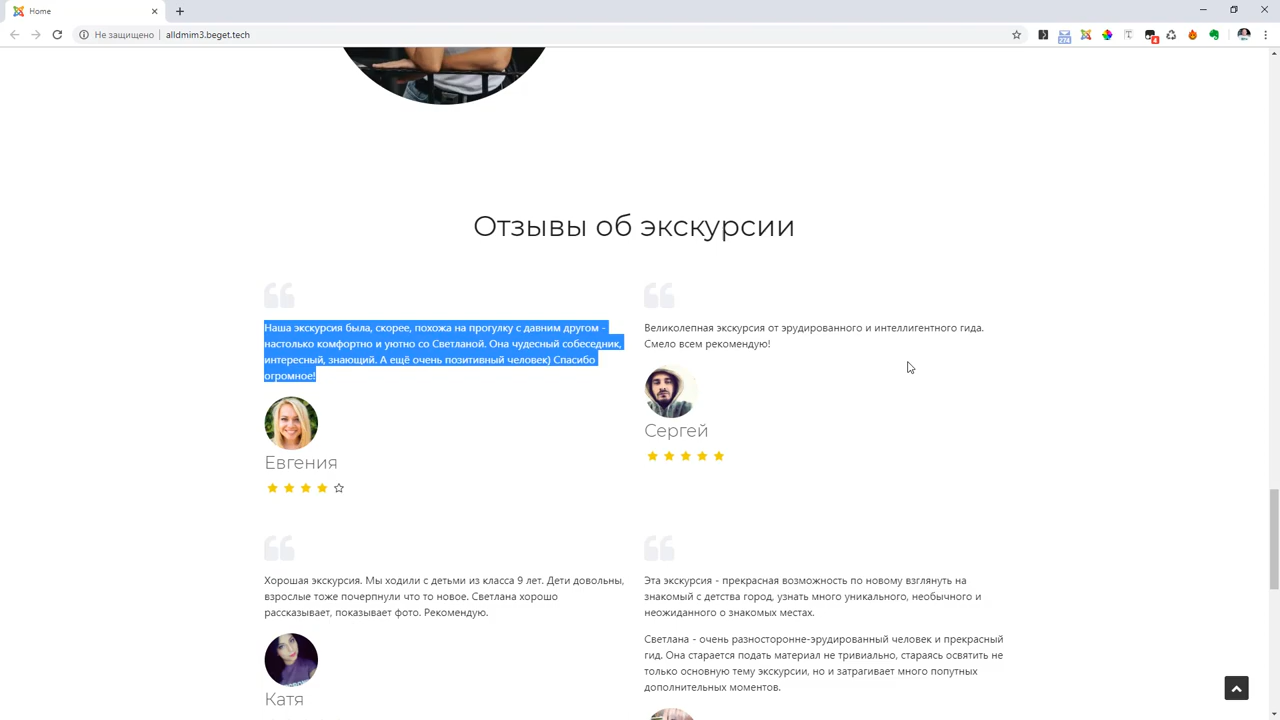 Home
Не защищено
alldmim3.beget.tech
274
4
Отзывы об экскурсии
Наша экскурсия была, скорее, похожа на прогулку с давним другом -
настолько комфортно и уютно со Светланой. Она чудесный собеседник,
интересный, знающий. А ещё очень позитивный человек) Спасибо
огромное!
Евгения
Великолепная экскурсия от эрудированного и интеллигентного гида.
Смело всем рекомендую!
Сергей
Хорошая экскурсия. Мы ходили с детьми из класса 9 лет. Дети довольны,
взрослые тоже почерпнули что то новое. Светлана хорошо
рассказывает, показывает фото. Рекомендую.
Катя
Эта экскурсия - прекрасная возможность по новому взглянуть на
знакомый с детства город, узнать много уникального, необычного и
неожиданного о знакомых местах.
Светлана - очень разносторонне-эрудированный человек и прекрасный
гид. Она старается подать материал не тривиально, стараясь освятить не
только основную тему экскурсии, но и затрагивает много попутных
дополнительных моментов.